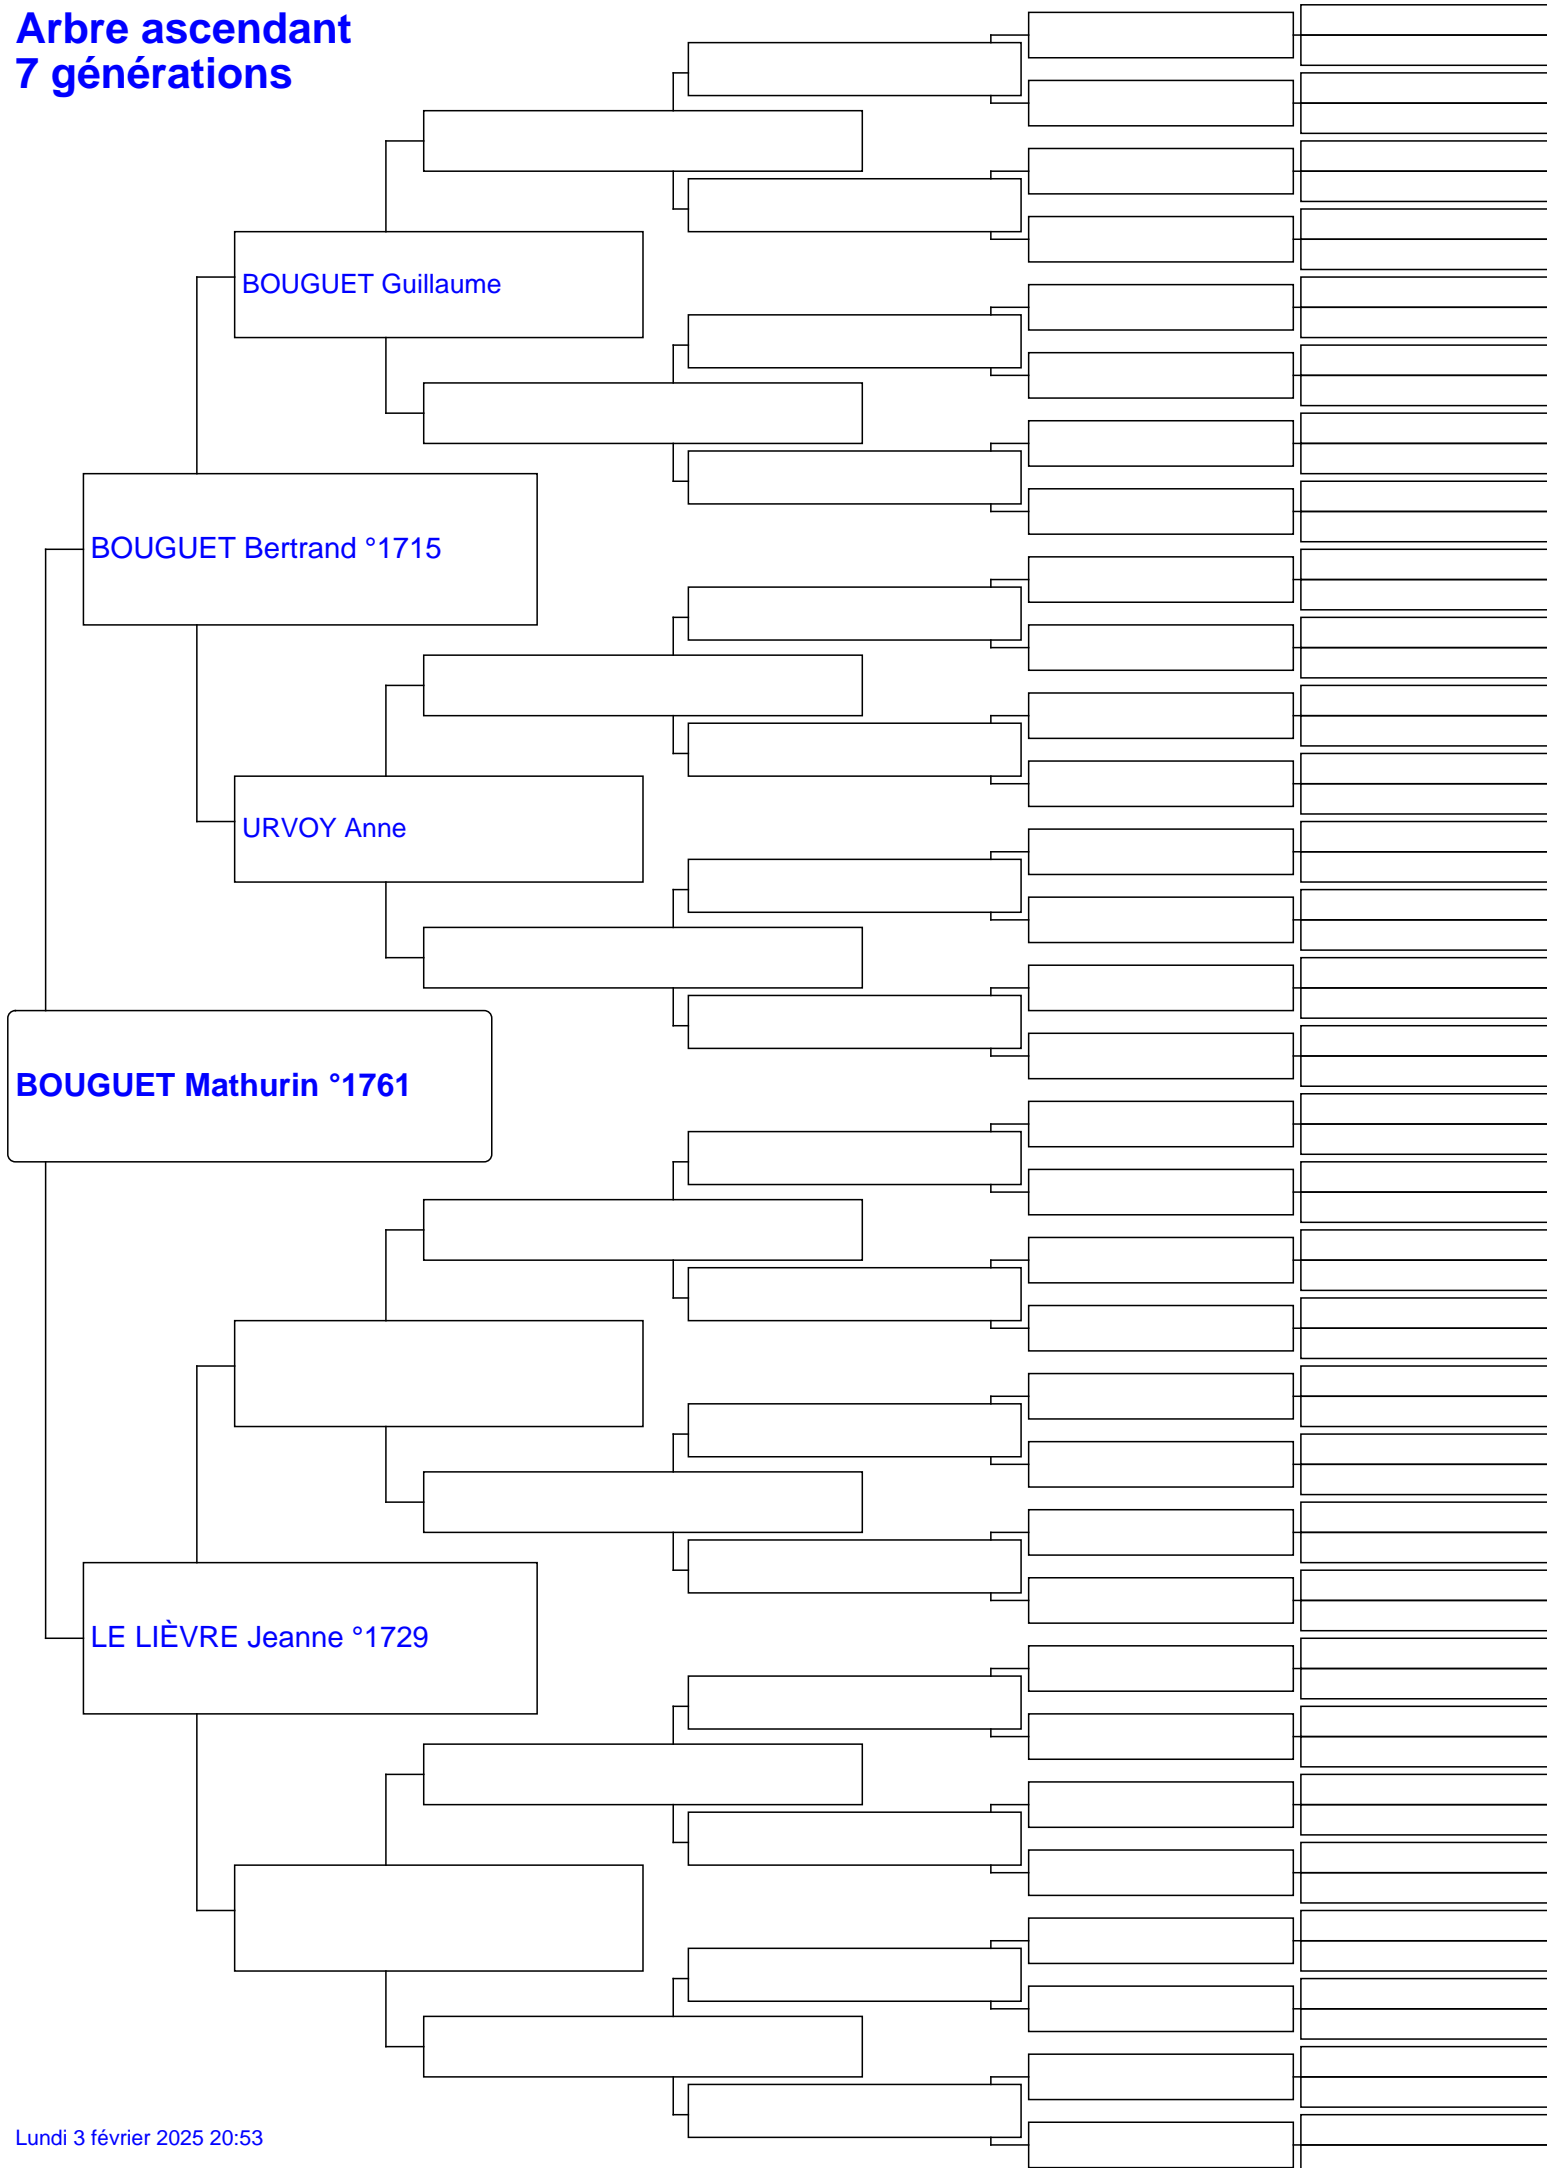 Arbre ascendant
7 générations
BOUGUET Guillaume
BOUGUET Bertrand °1715
URVOY Anne
BOUGUET Mathurin °1761
LE LIÈVRE Jeanne °1729
Lundi 3 février 2025 20:53